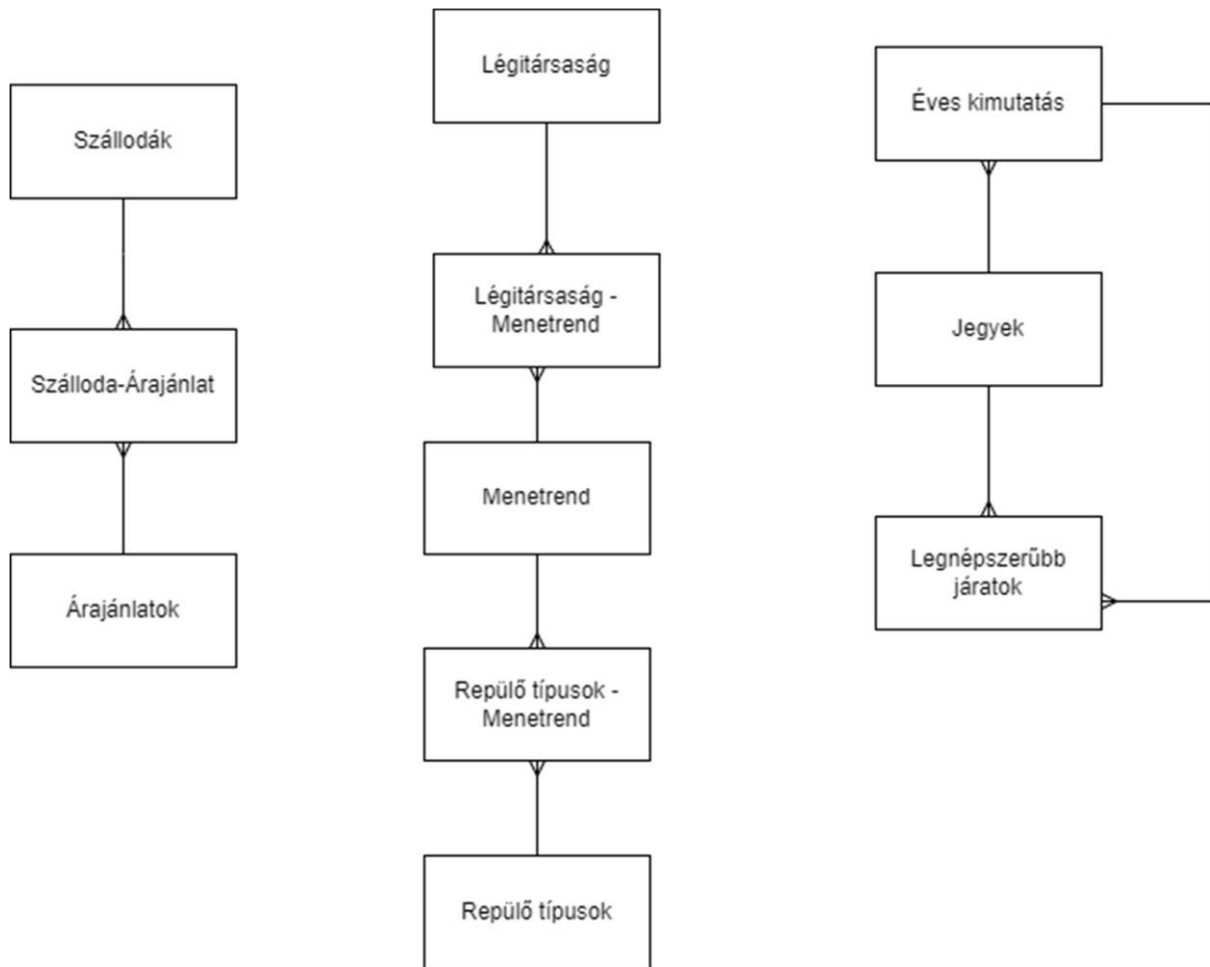 Szállodák
Szálloda-Árajánlat
Árajánlatok
Légitársaság
Légitársaság -
Menetrend
Menetrend
Repülő típusok -
Menetrend
Repülő típusok
Éves kimutatás
Jegyek
Legnépszerűbb
járatok